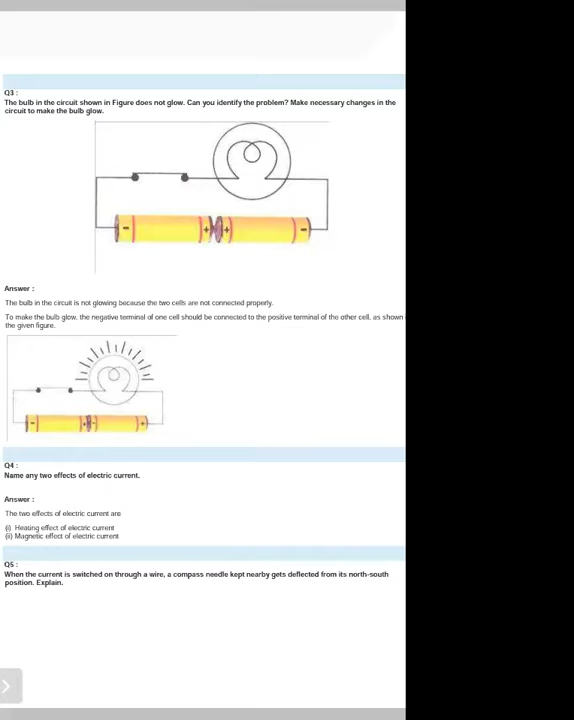 Q3 :
The bulb in the circuit shown in Figure does not glow. Can you identify the problem? Make necessary changes in the
circuit to make the bulb glow.
- + + -
Answer :
The bulb in the circuit is not glowing because the two cells are not connected properly.
To make the bulb glow, the negative terminal of one cell should be connected to the positive terminal of the other cell, as shown
the given figure.
- + - +
Q4 :
Name any two effects of electric current.
Answer :
The two effects of electric current are
(i) Heating effect of electric current
(ii) Magnetic effect of electric current
Q5 :
When the current is switched on through a wire, a compass needle kept nearby gets deflected from its north-south
position. Explain.